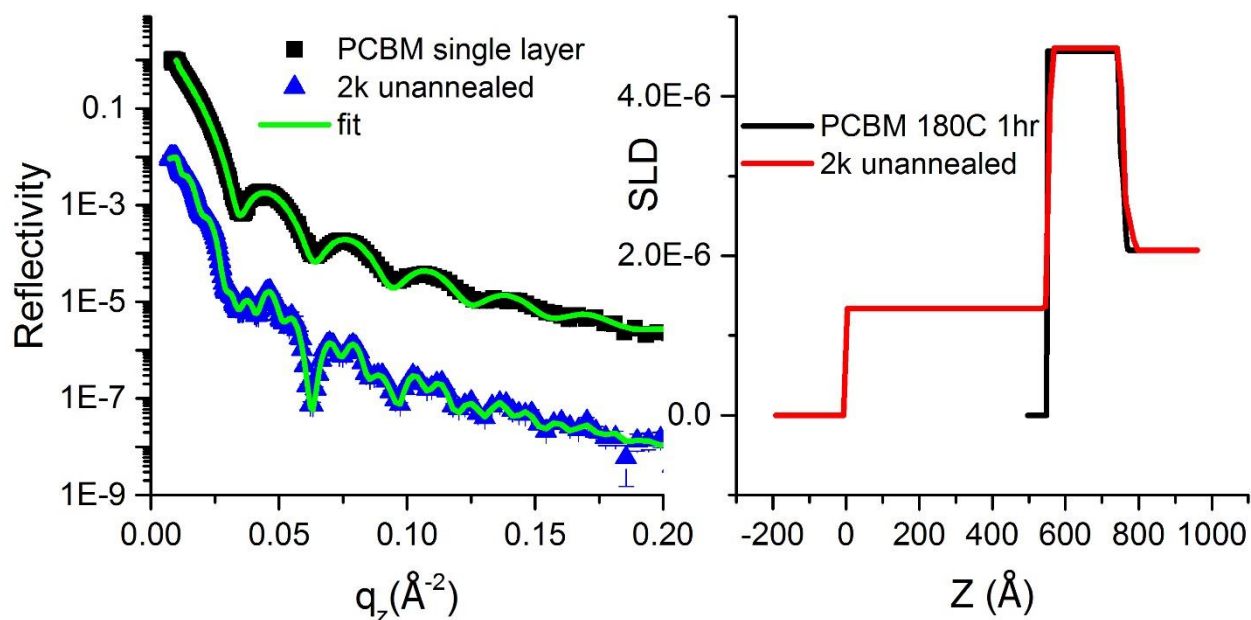 PCBM single layer
2k unannealed
fit
0.1
1E-3
1E-5
1E-7
1E-9
Reflectivity
0.00
0.05
0.10
0.15
0.20
q_z(Å⁻²)
PCBM 180C 1hr
2k unannealed
4.0E-6
2.0E-6
0.0
SLD
-200
0
200
400
600
800
1000
Z (Å)